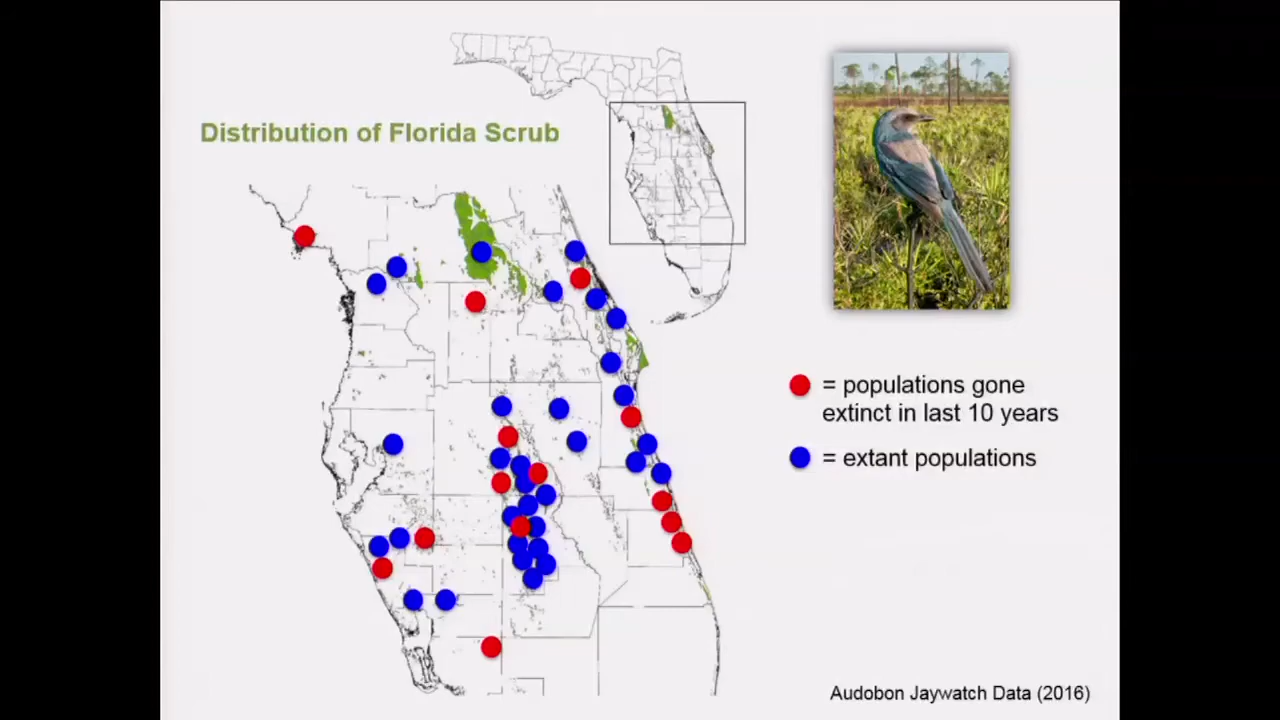 Distribution of Florida Scrub
= populations gone
extinct in last 10 years
= extant populations
Audobon Jaywatch Data (2016)